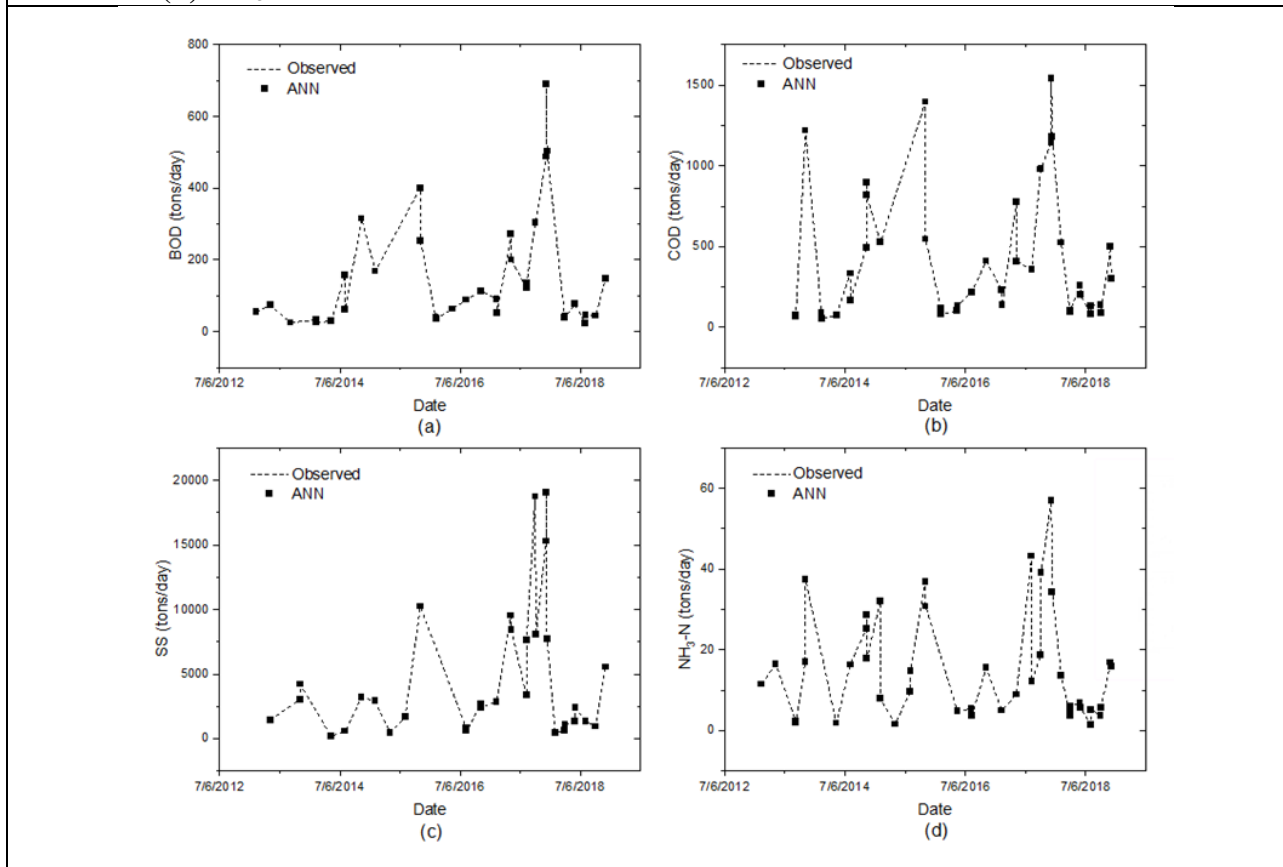 800
600
400
200
0
BOD (tons/day)
Observed
ANN
7/6/2012
7/6/2014
7/6/2016
7/6/2018
Date
(a)
1500
1000
500
0
COD (tons/day)
Observed
ANN
7/6/2012
7/6/2014
7/6/2016
7/6/2018
Date
(b)
20000
15000
10000
5000
0
SS (tons/day)
Observed
ANN
7/6/2012
7/6/2014
7/6/2016
7/6/2018
Date
(c)
60
40
20
0
NH₃-N (tons/day)
Observed
ANN
7/6/2012
7/6/2014
7/6/2016
7/6/2018
Date
(d)